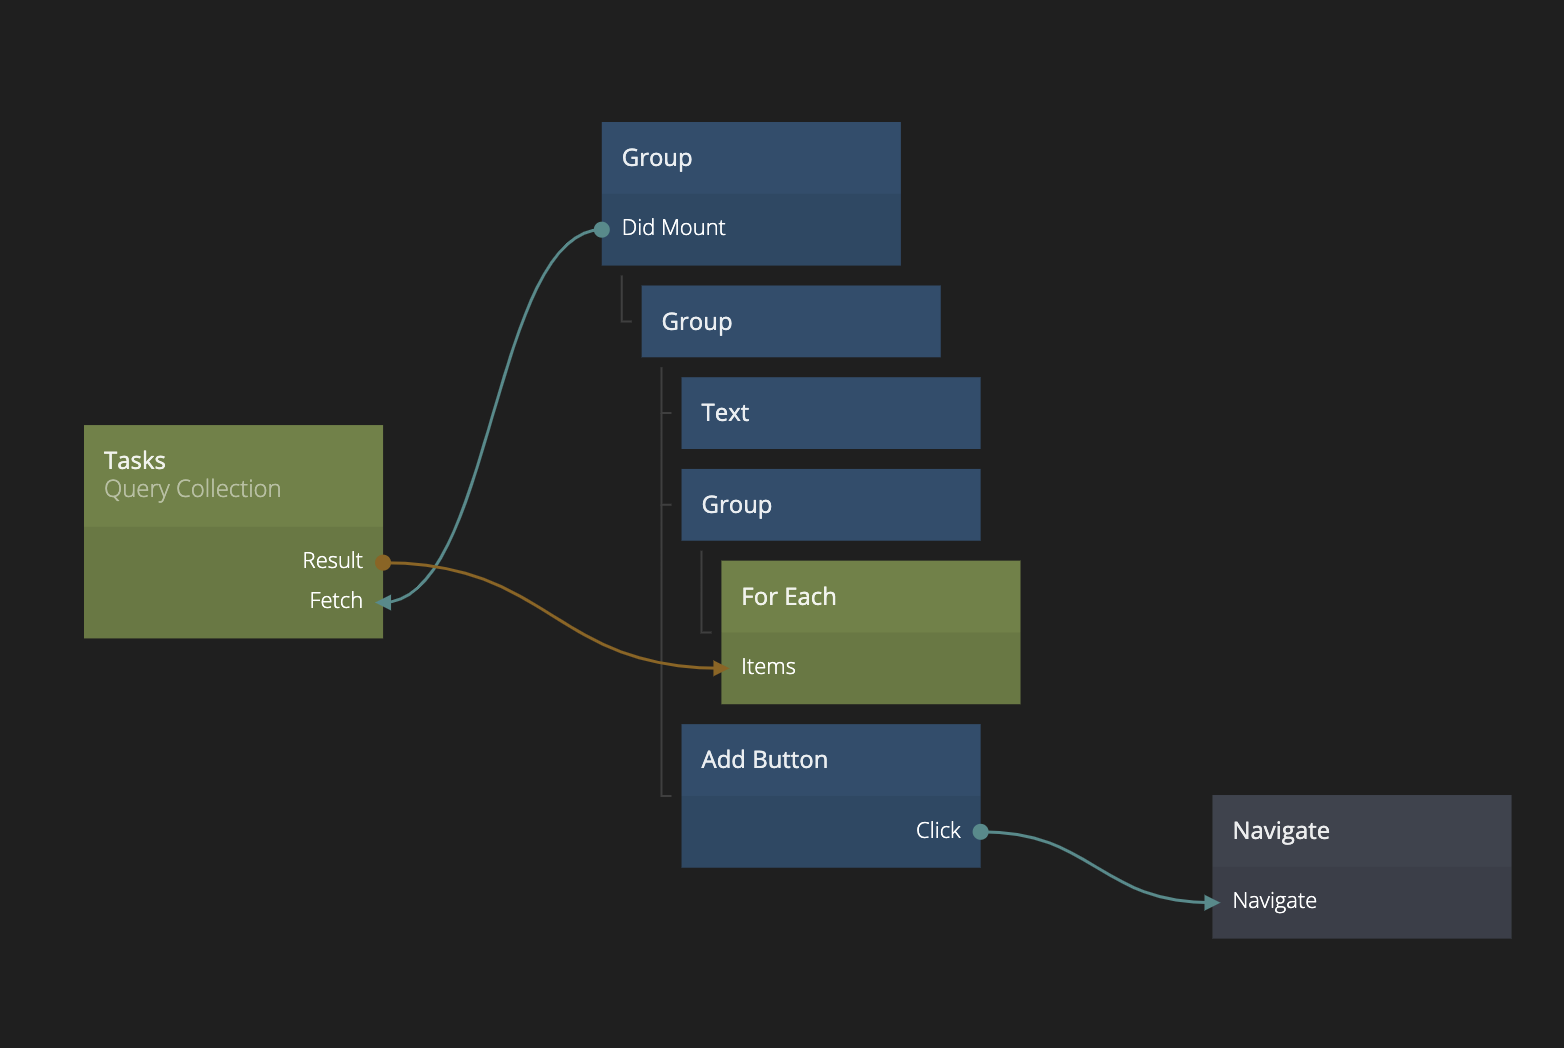 Group
Did Mount
Group
Text
Tasks
Query Collection
Group
Result
Fetch
For Each
Items
Add Button
Click
Navigate
Navigate